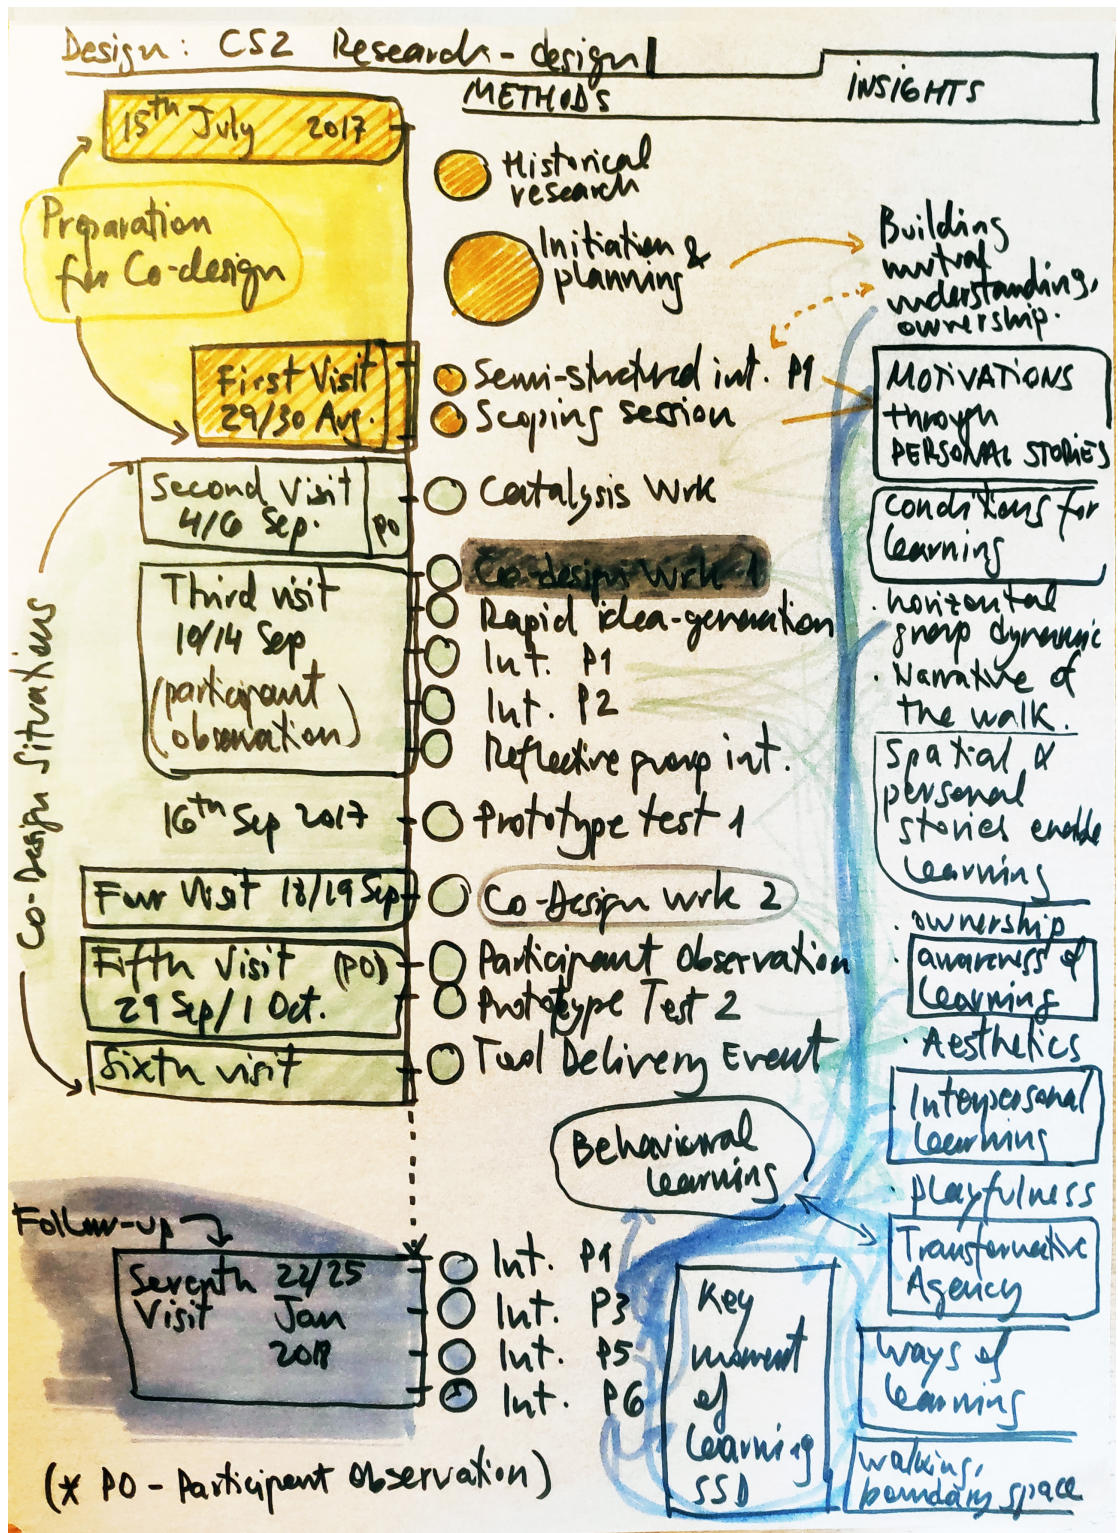 Design: CS2 Research-design
METHODS
INSIGHTS
15th July 2017
Preparation
for Co-design
First Visit
29/30 Aug.
Second Visit
4/6 Sep.
PO
Third visit
10/14 Sep
(participant
observation)
16th Sep 2017
Four Visit 18/19 Sep
Fifth Visit (PO)
29 Sep/1 Oct.
Sixth visit
Co-Design Situations
Follow-up
Seventh 22/25
Visit Jan
2018
Historical
research
Initiation &
planning
Semi-structured int. P1
Scoping session
Catalysis Wrk
Co-design Wrk 1
Rapid idea-generation
Int. P1
Int. P2
Reflective group int.
Prototype test 1
Co-Design wrk 2
Participant Observation
Prototype Test 2
Tool Delivery Event
Behavioural
Learning
Int. P1
Int. P3
Int. P5
Int. P6
Key
moment
of
Learning
SSD
Building
mutual
understanding,
ownership.
MOTIVATIONS
through
PERSONAL STORIES
Conditions for
Learning
· horizontal
group dynamic
· Narrative of
the walk.
Spatial &
personal
stories enable
Learning
· ownership
· awareness of
Learning
· Aesthetics
Interpersonal
Learning
· playfulness
Transformative
Agency
ways of
Learning
walking,
boundary space
(* PO - Participant Observation)